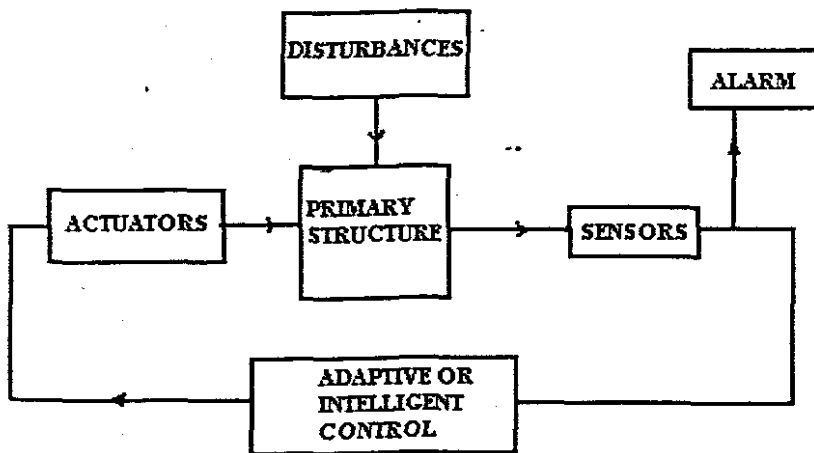 DISTURBANCES
ALARM
ACTUATORS
PRIMARY
STRUCTURE
SENSORS
ADAPTIVE OR
INTELLIGENT
CONTROL